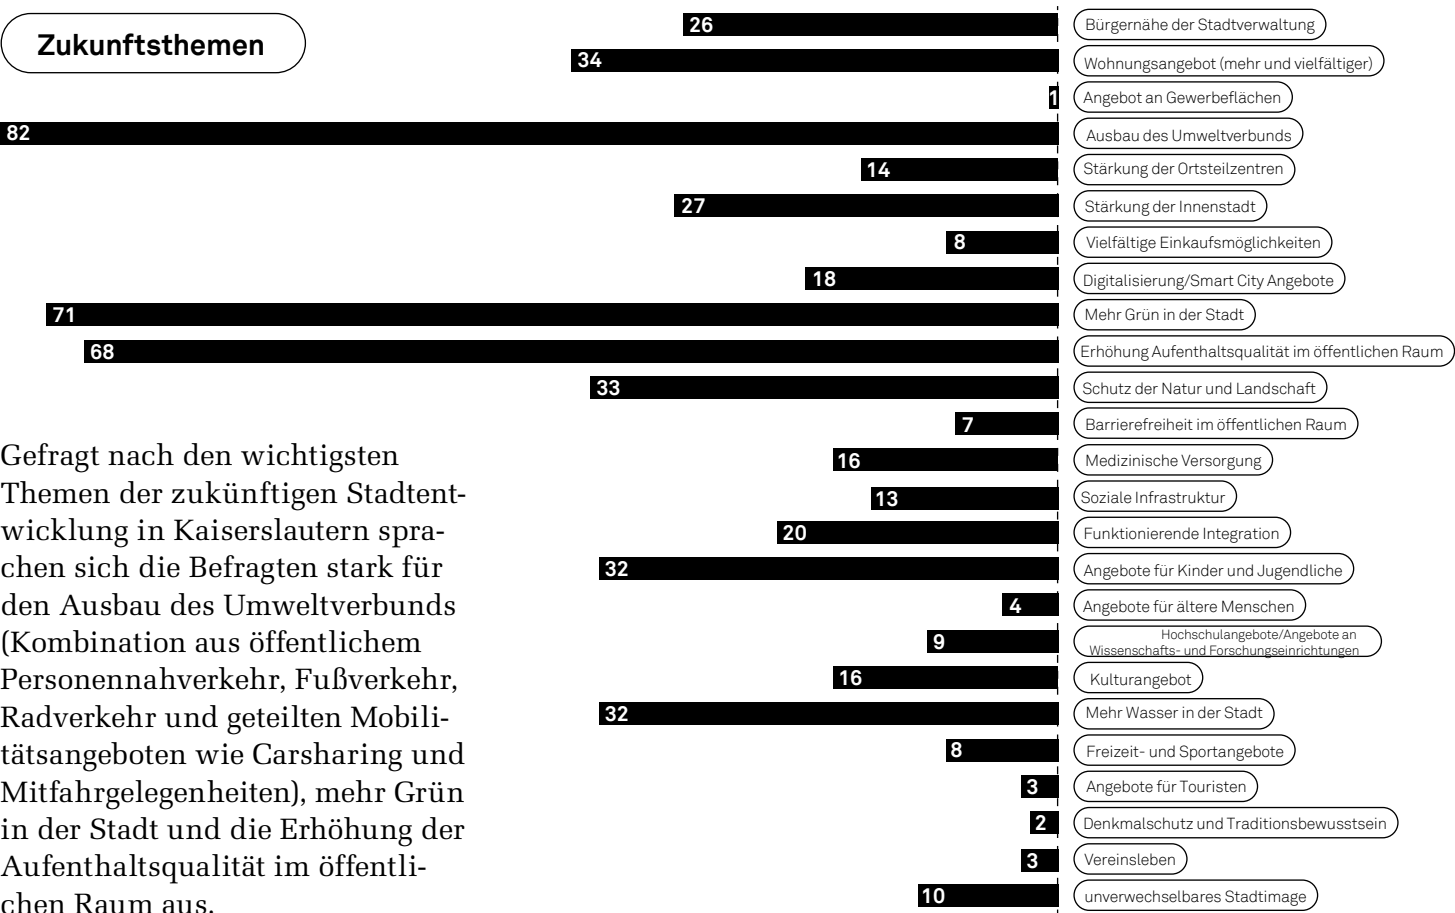 Zukunftsthemen
26 Bürgernähe der Stadtverwaltung
34 Wohnungsangebot (mehr und vielfältiger)
1 Angebot an Gewerbeflächen
82 Ausbau des Umweltverbunds
14 Stärkung der Ortsteilzentren
27 Stärkung der Innenstadt
8 Vielfältige Einkaufsmöglichkeiten
18 Digitalisierung/Smart City Angebote
71 Mehr Grün in der Stadt
68 Erhöhung Aufenthaltsqualität im öffentlichen Raum
33 Schutz der Natur und Landschaft
7 Barrierefreiheit im öffentlichen Raum
16 Medizinische Versorgung
13 Soziale Infrastruktur
20 Funktionierende Integration
32 Angebote für Kinder und Jugendliche
4 Angebote für ältere Menschen
9 Hochschulangebote/Angebote an
Wissenschafts- und Forschungseinrichtungen
16 Kulturangebot
32 Mehr Wasser in der Stadt
8 Freizeit- und Sportangebote
3 Angebote für Touristen
2 Denkmalschutz und Traditionsbewusstsein
3 Vereinsleben
10 unverwechselbares Stadtimage
Gefragt nach den wichtigsten
Themen der zukünftigen Stadtent-
wicklung in Kaiserslautern spra-
chen sich die Befragten stark für
den Ausbau des Umweltverbunds
(Kombination aus öffentlichem
Personennahverkehr, Fußverkehr,
Radverkehr und geteilten Mobili-
tätsangeboten wie Carsharing und
Mitfahrgelegenheiten), mehr Grün
in der Stadt und die Erhöhung der
Aufenthaltsqualität im öffentli-
chen Raum aus.